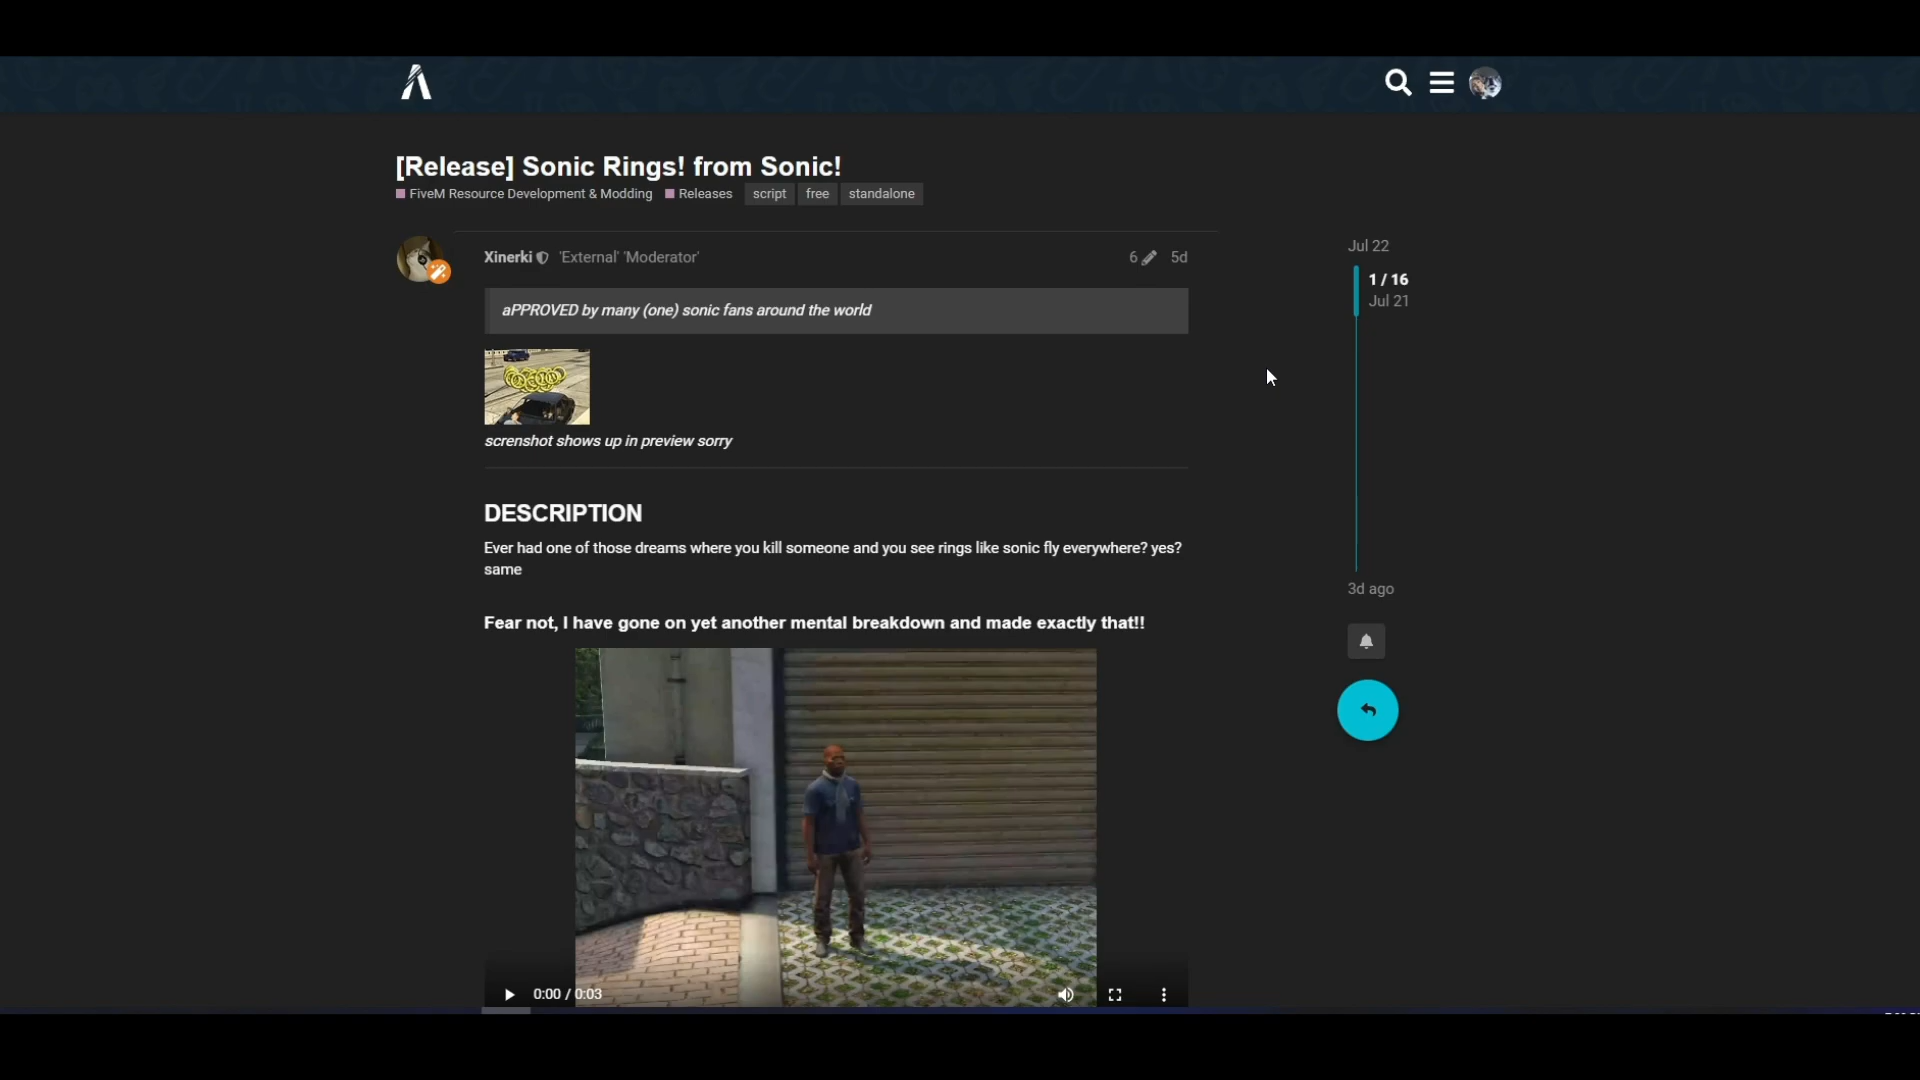 [Release] Sonic Rings! from Sonic!
FiveM Resource Development & Modding Releases script free standalone
Xinerki 'External' 'Moderator' 6 5d
aPPROVED by many (one) sonic fans around the world
screnshot shows up in preview sorry
DESCRIPTION
Ever had one of those dreams where you kill someone and you see rings like sonic fly everywhere? yes?
same
Fear not, I have gone on yet another mental breakdown and made exactly that!!
0:00 / 0:03
Jul 22
1 / 16
Jul 21
3d ago